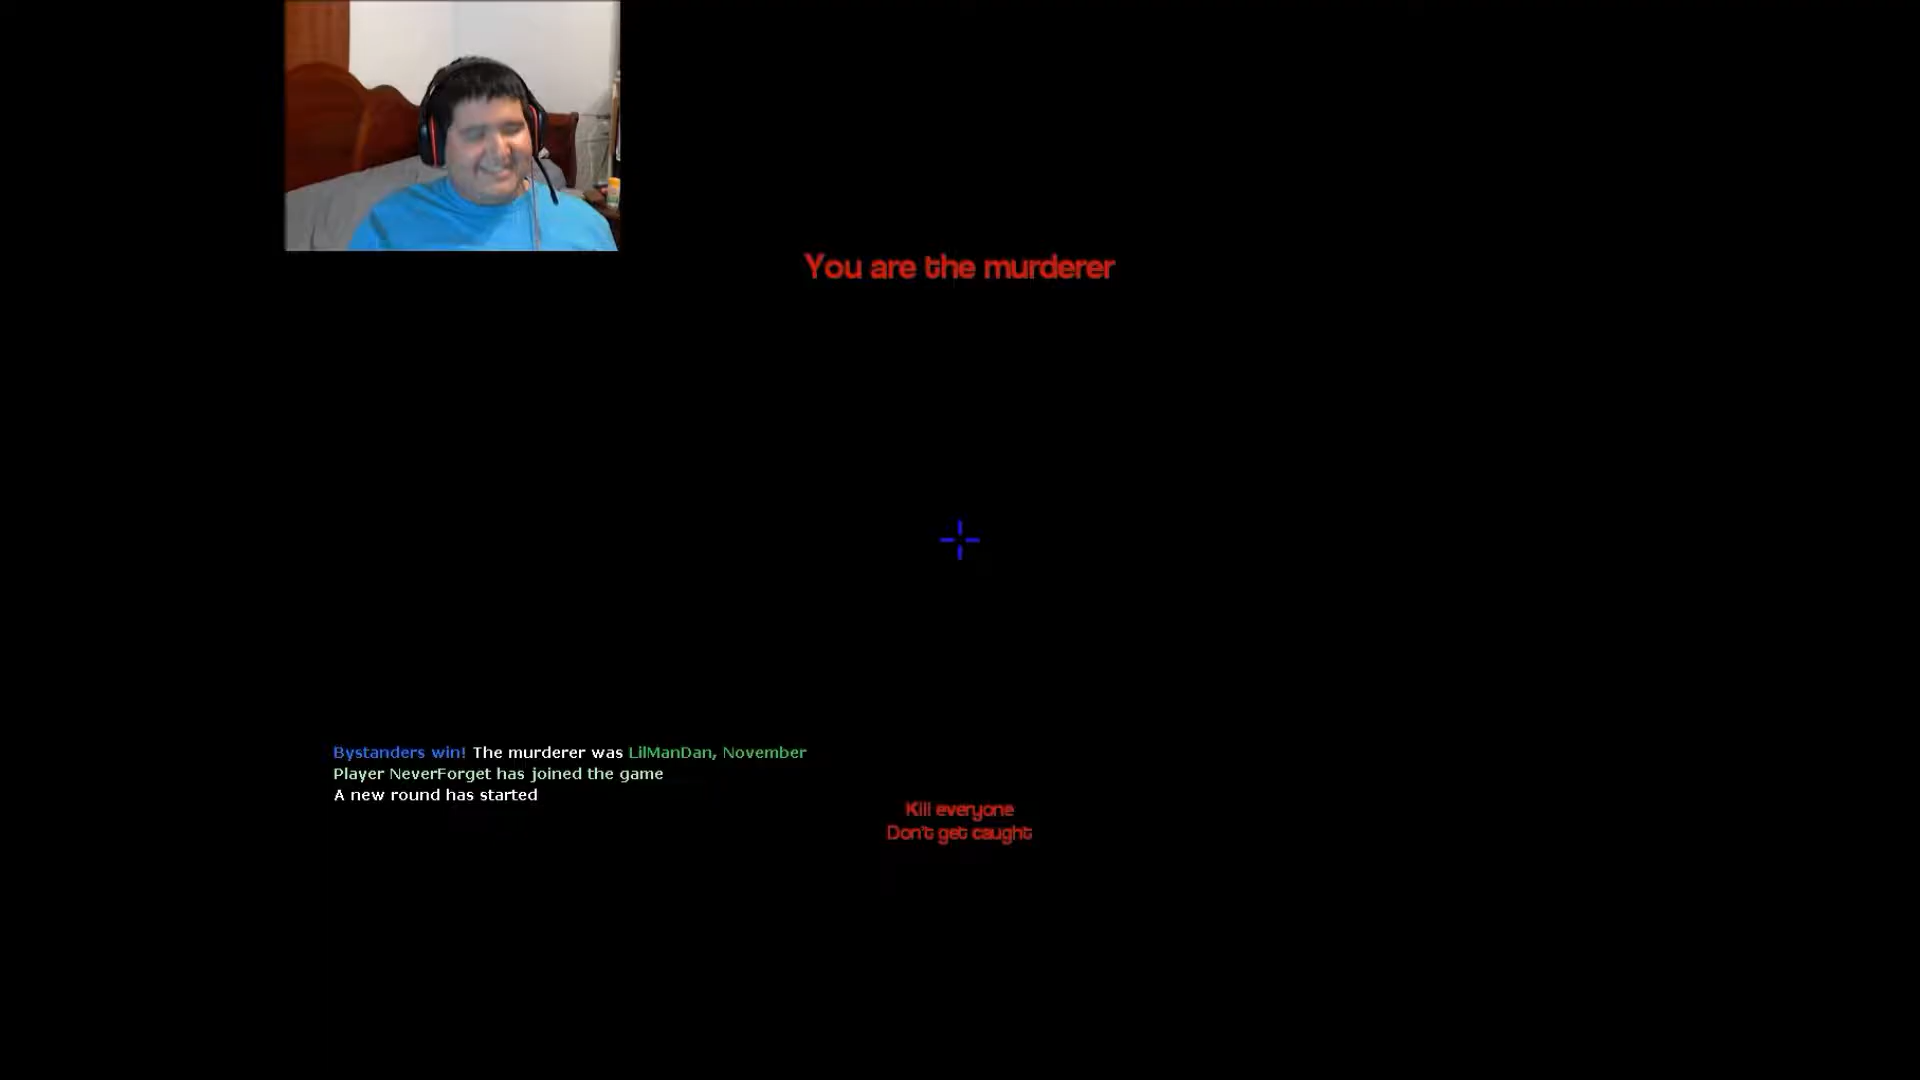 You are the murderer
Bystanders win! The murderer was LilManDan, November
Player NeverForget has joined the game
A new round has started
Kill everyone
Don't get caught